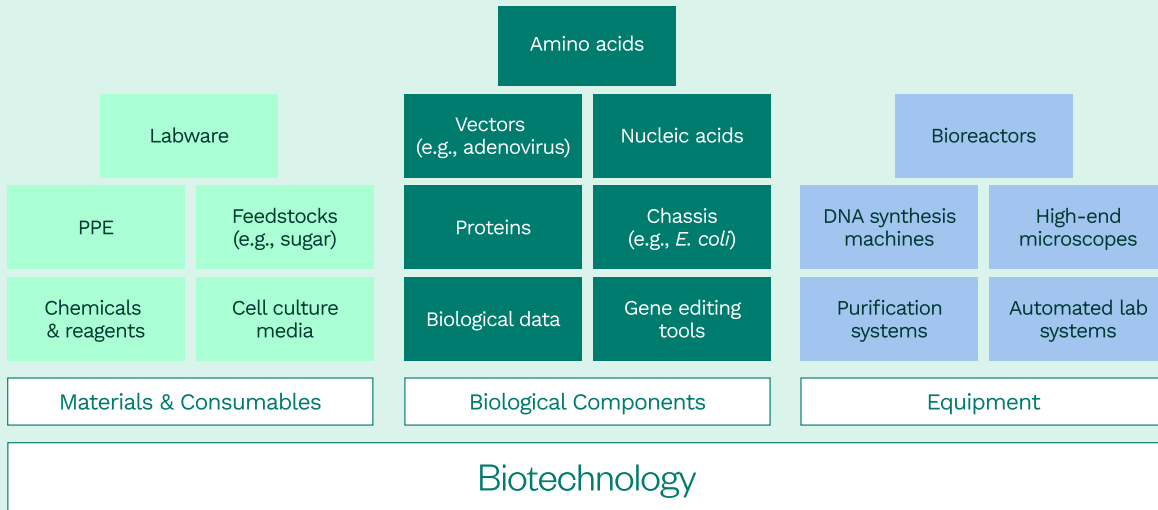 Amino acids
Labware
Vectors
(e.g., adenovirus)
Nucleic acids
Bioreactors
PPE
Feedstocks
(e.g., sugar)
Proteins
Chassis
(e.g., E. coli)
DNA synthesis
machines
High-end
microscopes
Chemicals
& reagents
Cell culture
media
Biological data
Gene editing
tools
Purification
systems
Automated lab
systems
Materials & Consumables
Biological Components
Equipment
Biotechnology